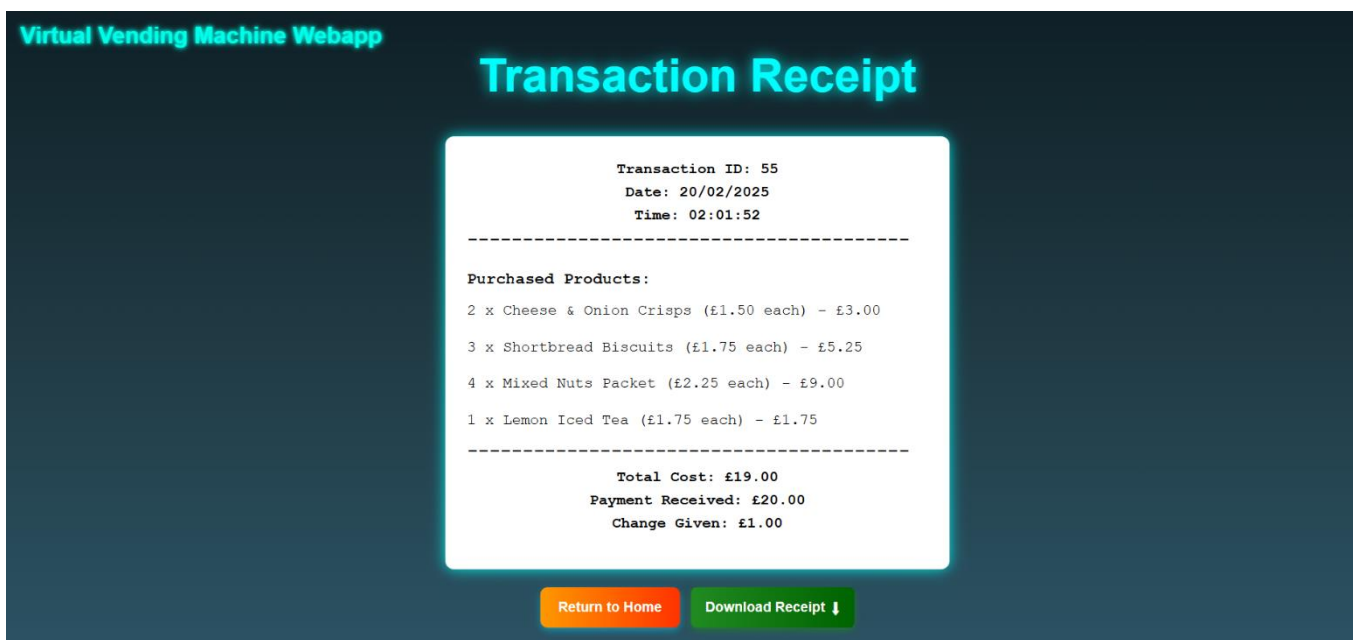 Virtual Vending Machine Webapp
Transaction Receipt
Transaction ID: 55
Date: 20/02/2025
Time: 02:01:52
----------------------------------------
Purchased Products:
2 x Cheese & Onion Crisps (£1.50 each) - £3.00
3 x Shortbread Biscuits (£1.75 each) - £5.25
4 x Mixed Nuts Packet (£2.25 each) - £9.00
1 x Lemon Iced Tea (£1.75 each) - £1.75
----------------------------------------
Total Cost: £19.00
Payment Received: £20.00
Change Given: £1.00
Return to Home
Download Receipt ⬇